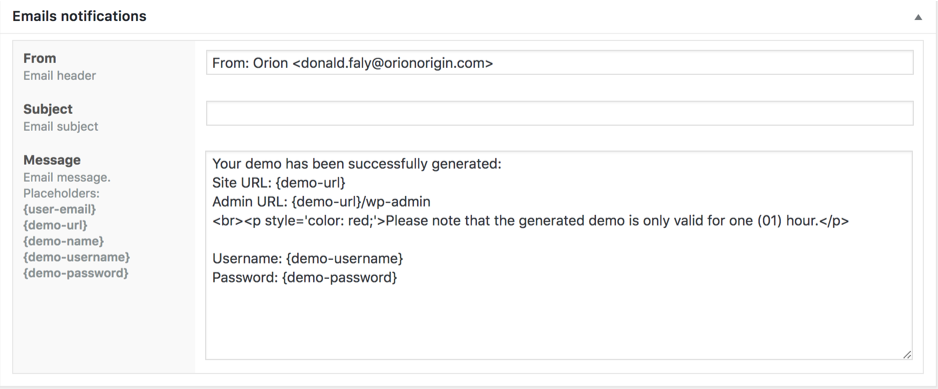 Emails notifications
From
Email header
From: Orion <donald.faly@orionorigin.com>
Subject
Email subject
Message
Email message.
Placeholders:
{user-email}
{demo-url}
{demo-name}
{demo-username}
{demo-password}
Your demo has been successfully generated:
Site URL: {demo-url}
Admin URL: {demo-url}/wp-admin
<br><p style='color: red;'>Please note that the generated demo is only valid for one (01) hour.</p>
Username: {demo-username}
Password: {demo-password}